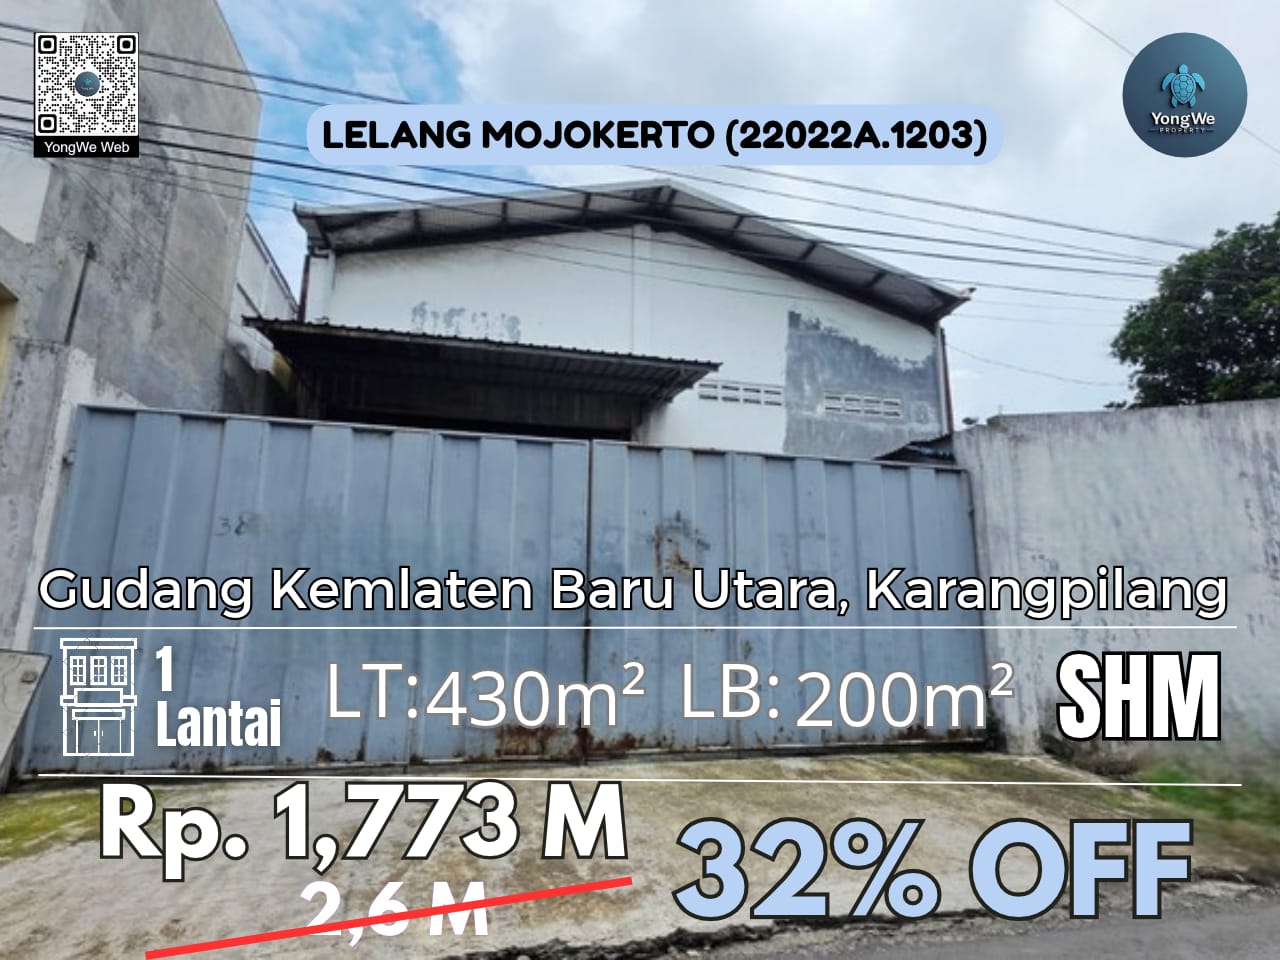 YongWe Web
LELANG MOJOKERTO (22022A.1203)
YongWe
PROPERTY
38
Gudang Kemlaten Baru Utara, Karangpilang
1
Lantai
LT: 430m²
LB: 200m²
SHM
Rp. 1,773 M
2,6 M
32% OFF